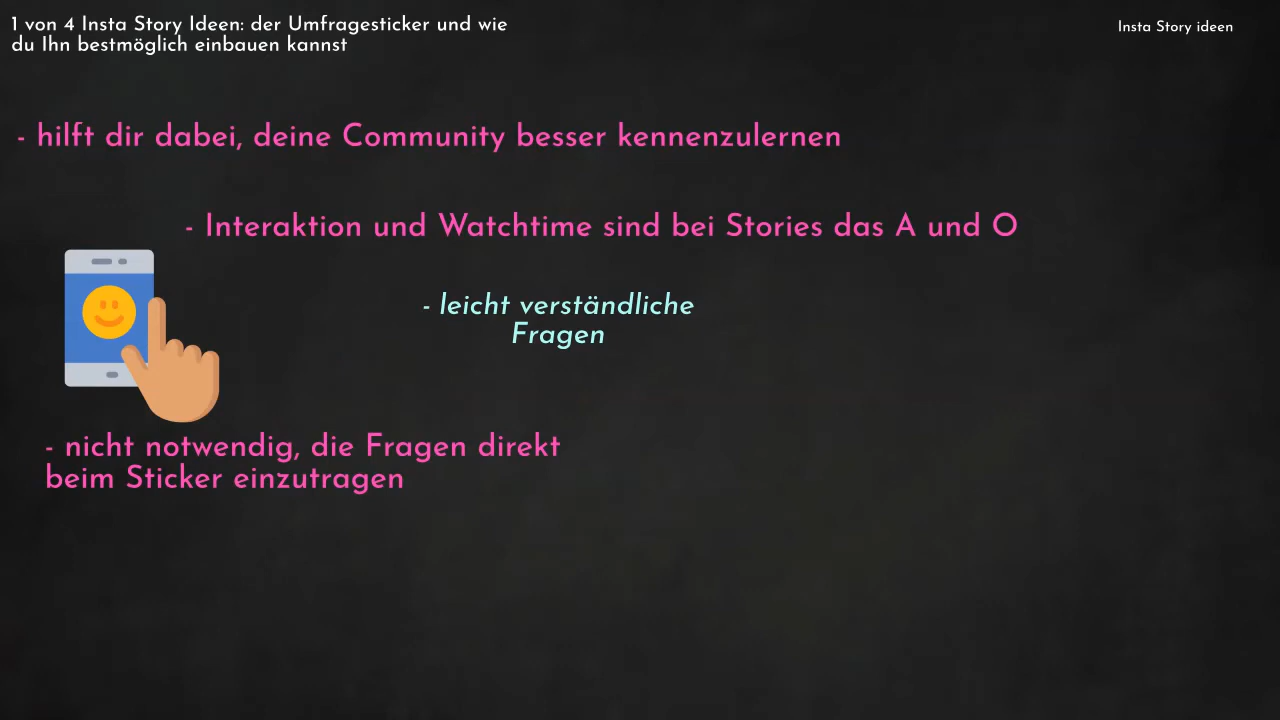 1 von 4 Insta Story Ideen: der Umfragesticker und wie
du Ihn bestmöglich einbauen kannst
Insta Story ideen
- hilft dir dabei, deine Community besser kennenzulernen
- Interaktion und Watchtime sind bei Stories das A und O
- leicht verständliche
Fragen
- nicht notwendig, die Fragen direkt
beim Sticker einzutragen